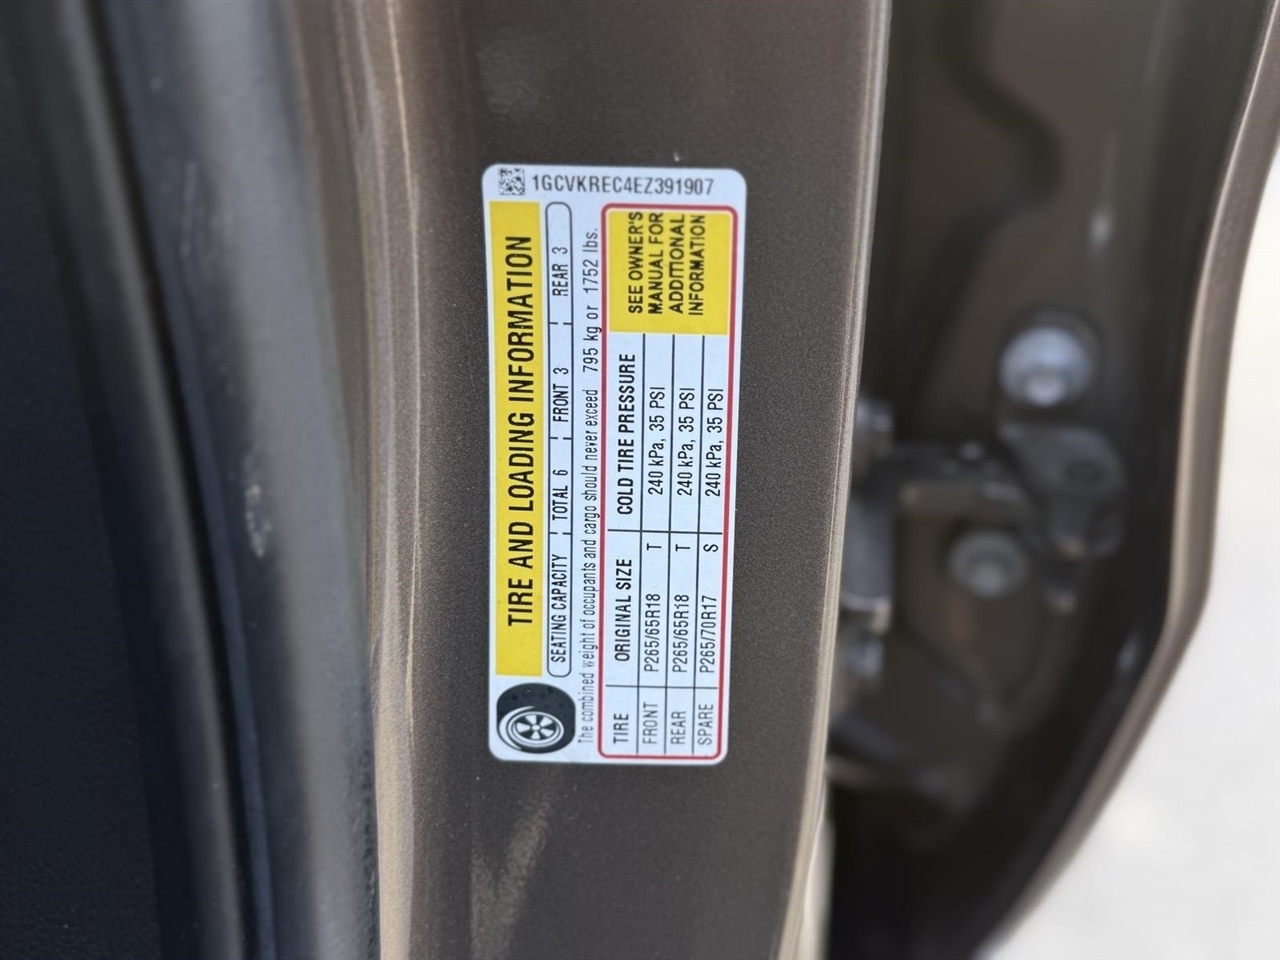 1GCVKREC4EZ391907
TIRE AND LOADING INFORMATION
SEATING CAPACITY TOTAL 6 FRONT 3 REAR 3
The combined weight of occupants and cargo should never exceed 795 kg or 1752 lbs.
TIRE ORIGINAL SIZE COLD TIRE PRESSURE
FRONT P265/65R18 T 240 kPa, 35 PSI
REAR P265/65R18 T 240 kPa, 35 PSI
SPARE P265/70R17 S 240 kPa, 35 PSI
SEE OWNER'S
MANUAL FOR
ADDITIONAL
INFORMATION